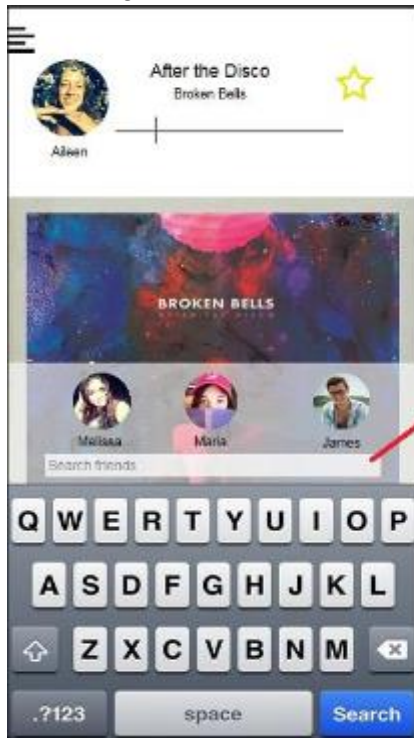 After the Disco
Broken Bells
Aileen
BROKEN BELLS
Melissa
Maria
James
Search friends
Q W E R T Y U I O P
A S D F G H J K L
Z X C V B N M
.?123 space Search